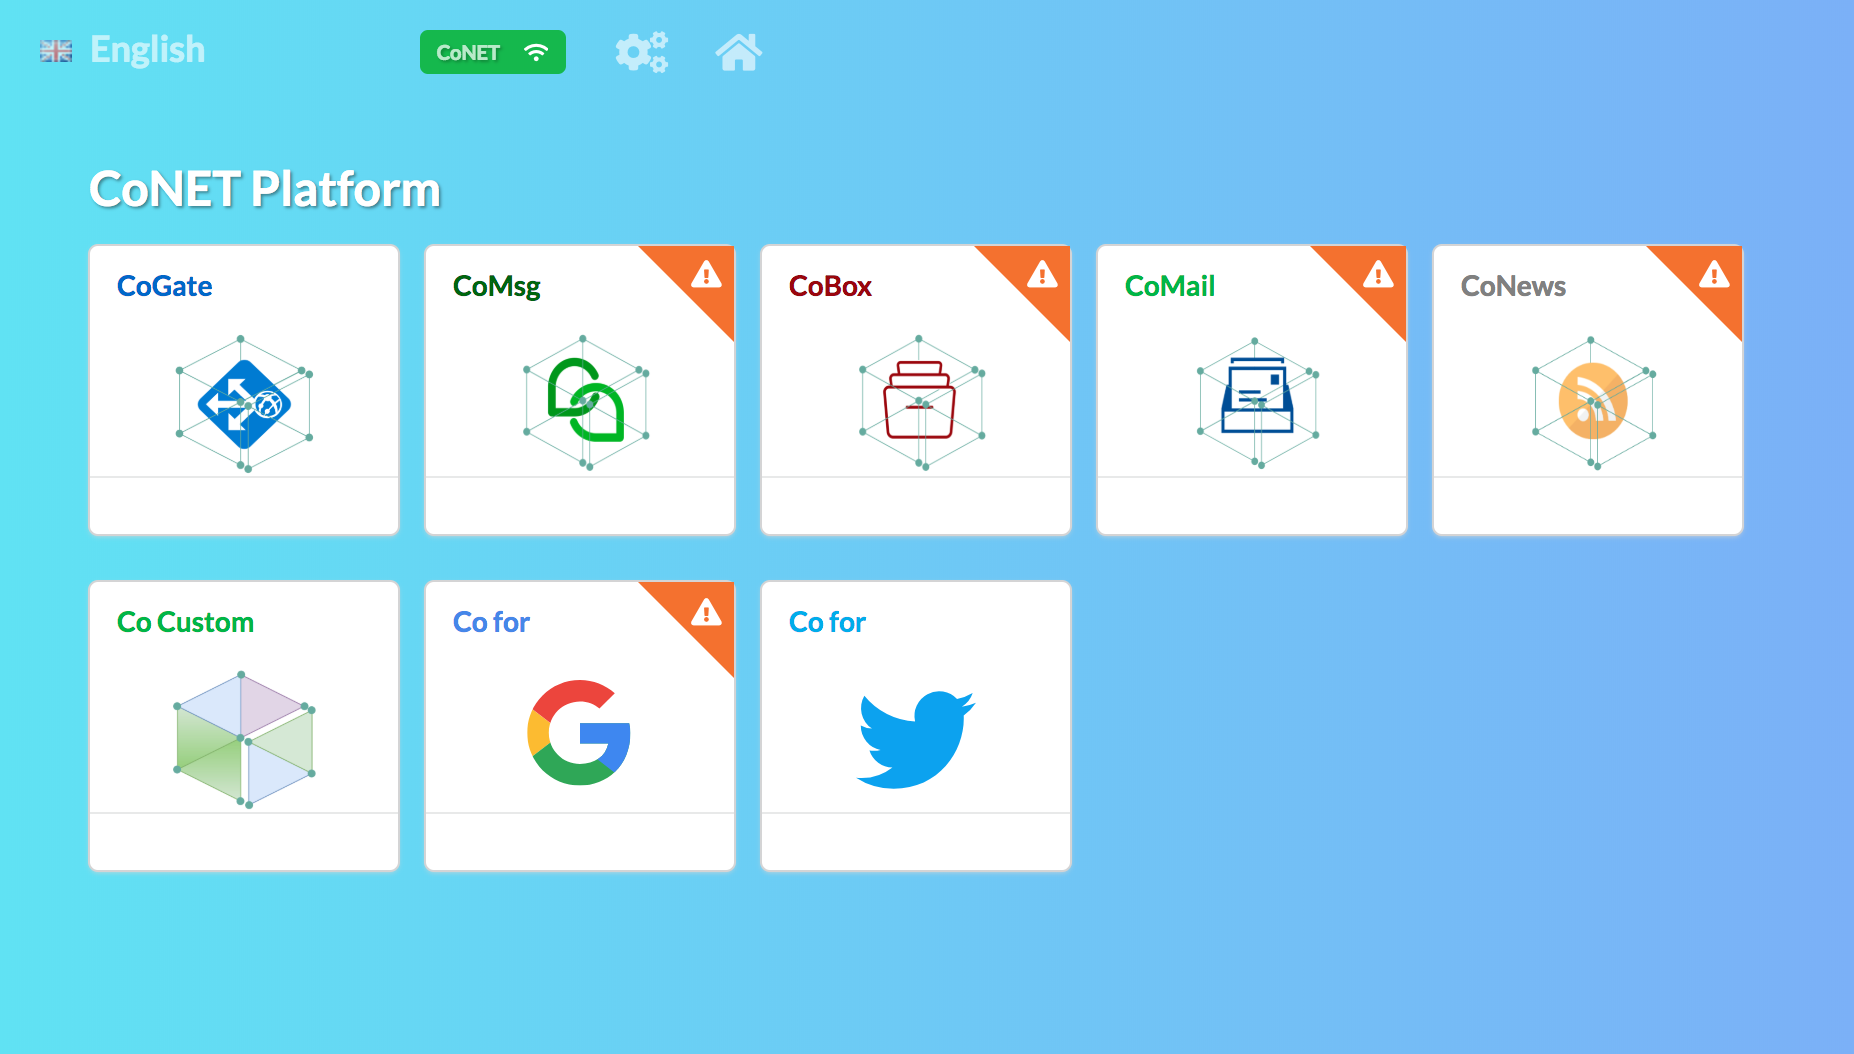 English
CoNET
CoNET Platform
CoGate
CoMsg
CoBox
CoMail
CoNews
Co Custom
Co for
Co for